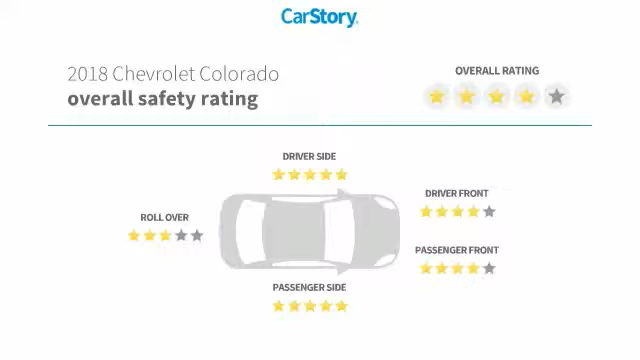 CarStory.
2018 Chevrolet Colorado
overall safety rating
OVERALL RATING
DRIVER SIDE
DRIVER FRONT
ROLL OVER
PASSENGER FRONT
PASSENGER SIDE